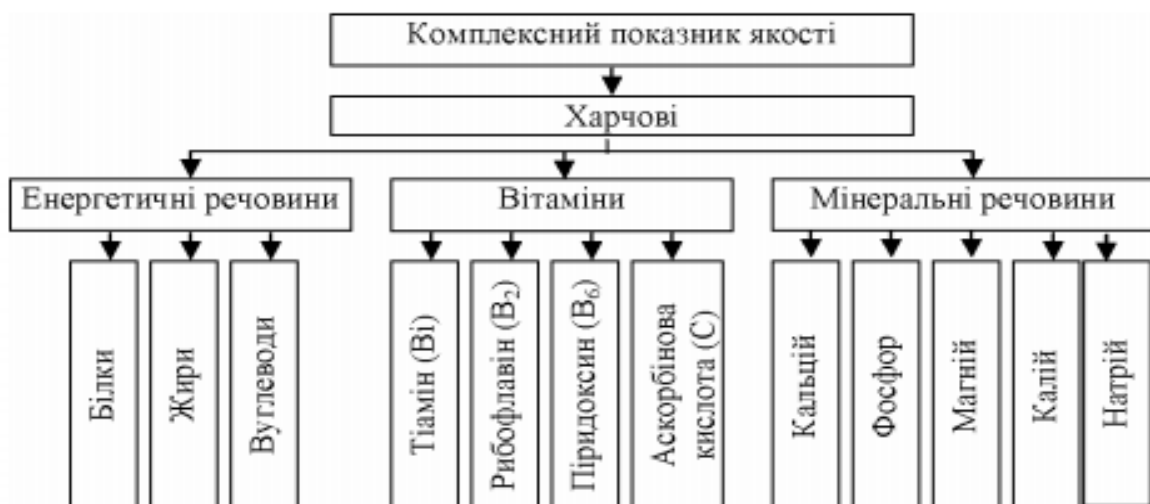 Комплексний показник якості
Харчові
Енергетичні речовини
Вітаміни
Мінеральні речовини
Білки
Жири
Вуглеводи
Тіамін (Ві)
Рибофлавін (В₂)
Піридоксин (В₆)
Аскорбінова
кислота (С)
Кальцій
Фосфор
Магній
Калій
Натрій